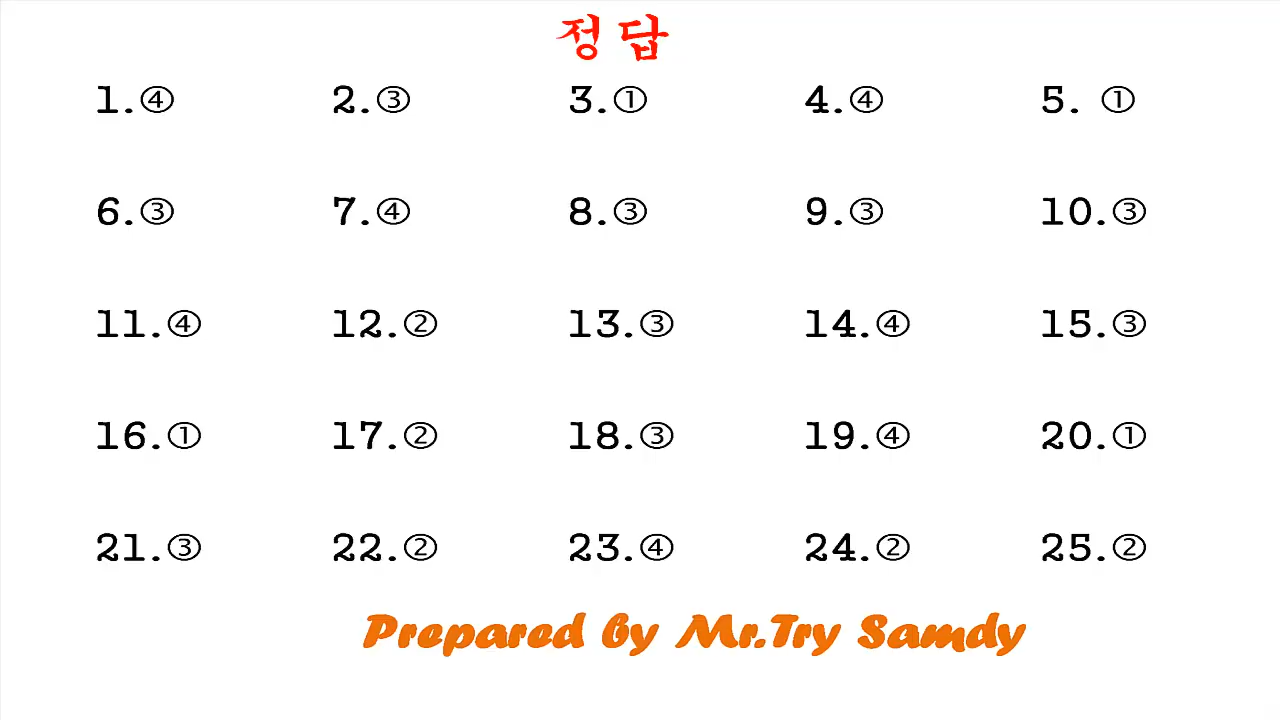 정답
1.④ 2.③ 3.① 4.④ 5. ①
6.③ 7.④ 8.③ 9.③ 10.③
11.④ 12.② 13.③ 14.④ 15.③
16.① 17.② 18.③ 19.④ 20.①
21.③ 22.② 23.④ 24.② 25.②
Prepared by Mr.Try Samdy